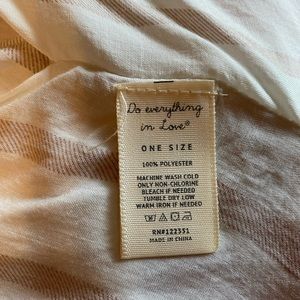 Do everything
in Love®
ONE SIZE
100% POLYESTER
MACHINE WASH COLD
ONLY NON-CHLORINE
BLEACH IF NEEDED
TUMBLE DRY LOW
WARM IRON IF NEEDED
RN#122351
MADE IN CHINA